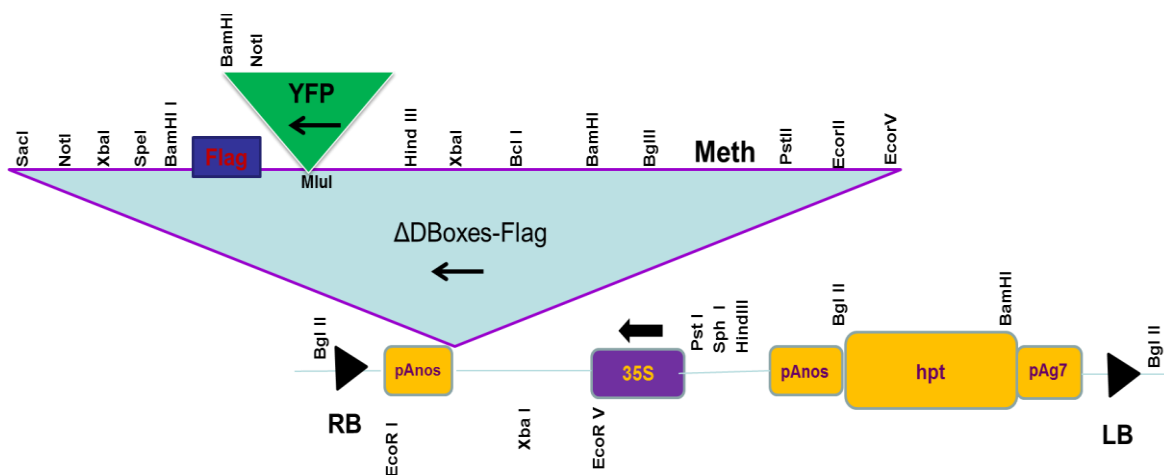 BamHI
NotI
YFP
SacI
NotI
XbaI
SpeI
BamHI I
Flag
MluI
Hind III
XbaI
Bcl I
BamHI
BglII
Meth
PstII
EcorII
EcorV
ΔDBoxes-Flag
Bgl II
RB
pAnos
EcoR I
Xba I
EcoR V
35S
Pst I
Sph I
HindIII
pAnos
Bgl II
hpt
BamHI
pAg7
LB
Bgl II